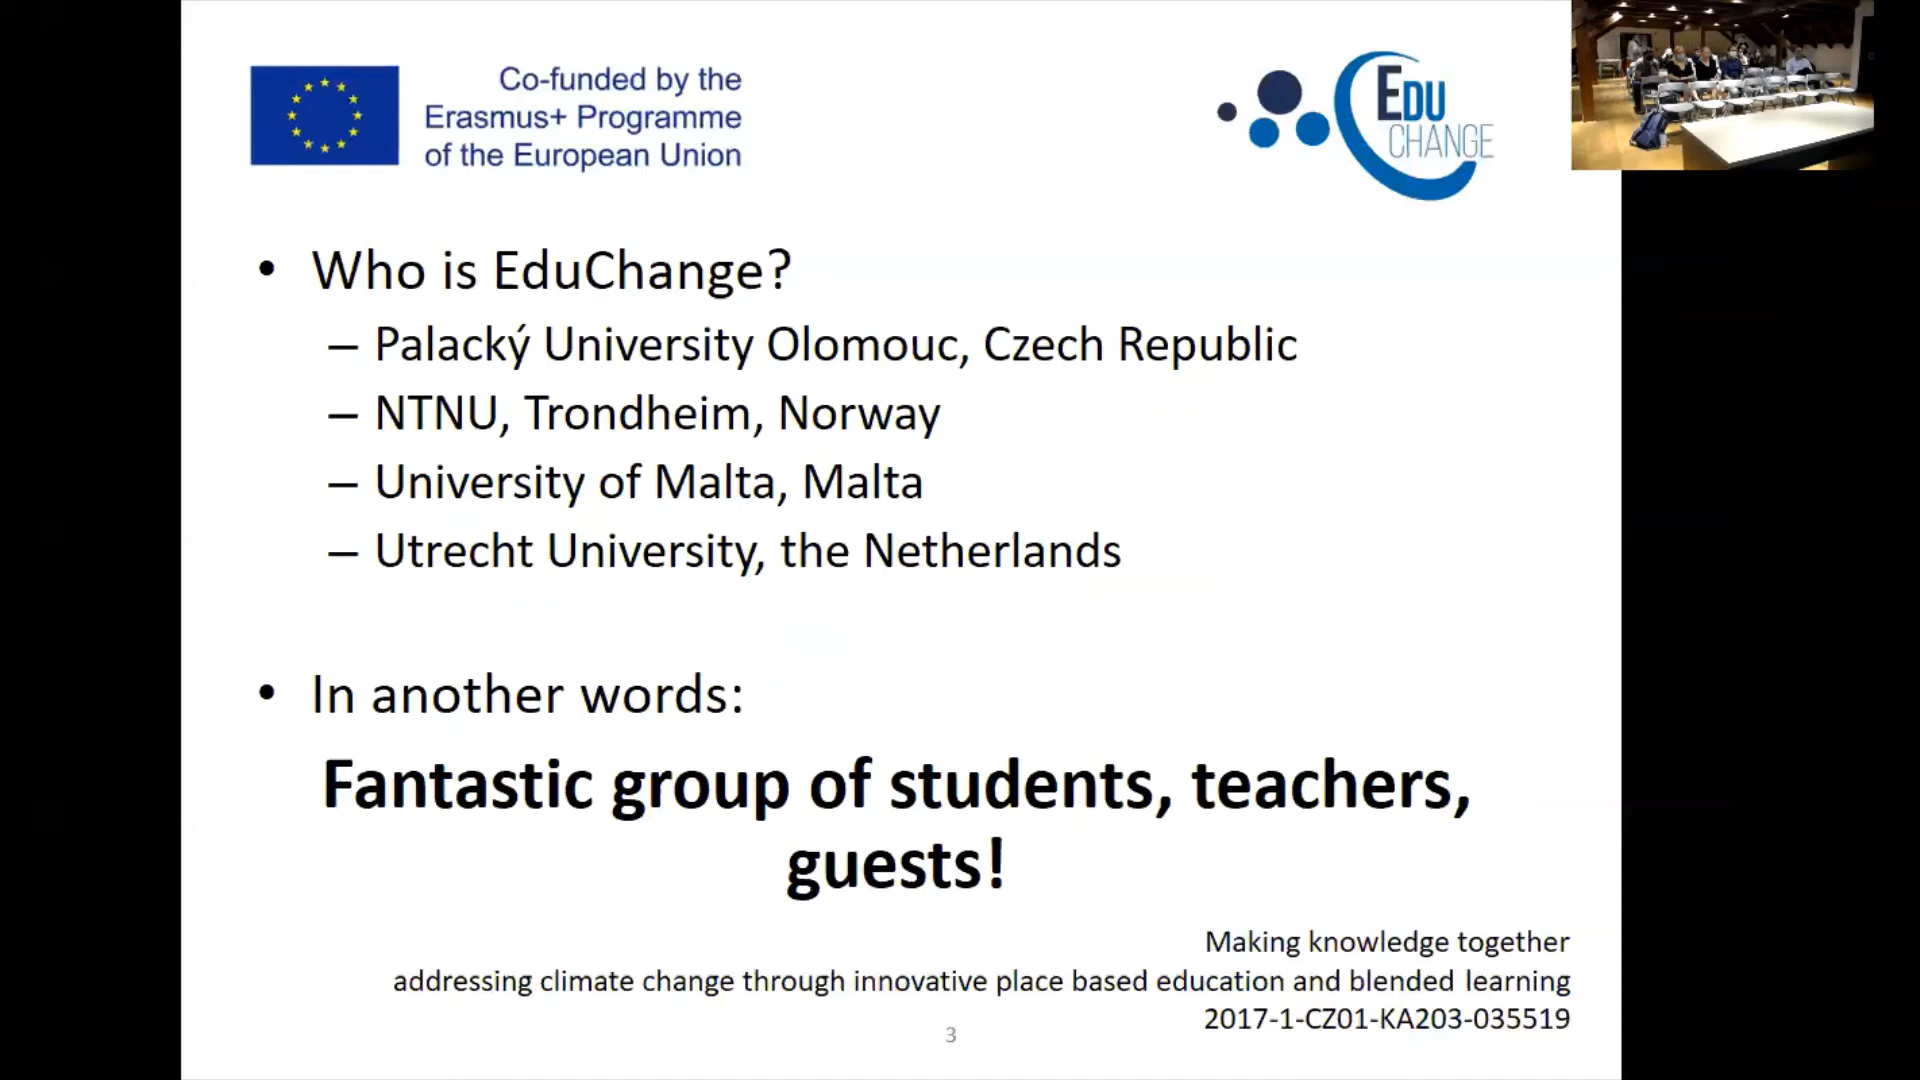 Co-funded by the
Erasmus+ Programme
of the European Union
EDU
CHANGE
• Who is EduChange?
– Palacký University Olomouc, Czech Republic
– NTNU, Trondheim, Norway
– University of Malta, Malta
– Utrecht University, the Netherlands
• In another words:
Fantastic group of students, teachers,
guests!
Making knowledge together
addressing climate change through innovative place based education and blended learning
2017-1-CZ01-KA203-035519
3